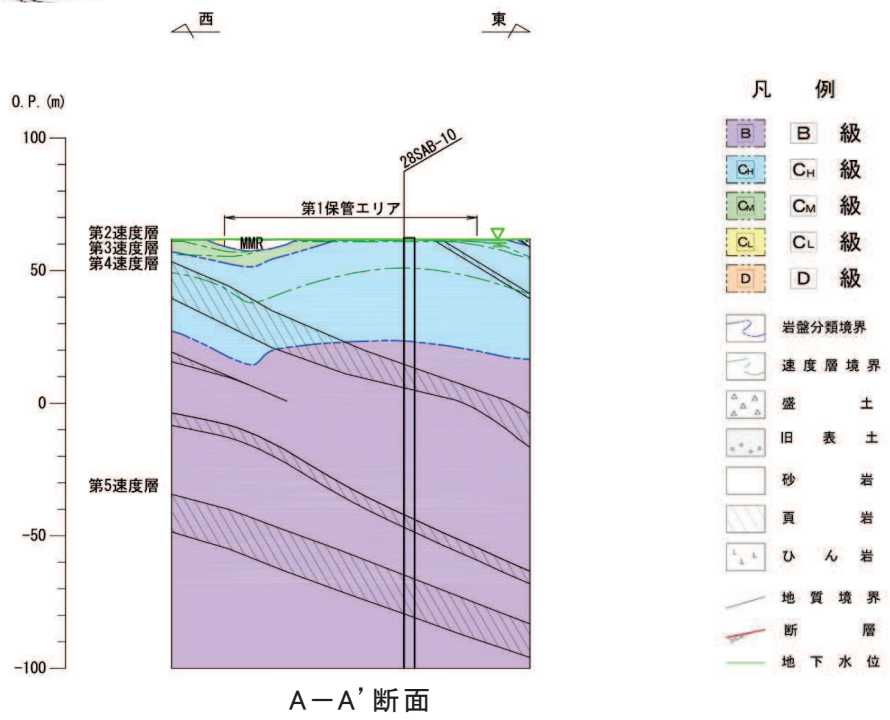 西
東
O.P.(m)
100
50
0
-50
-100
28SAB-10
第1保管エリア
MMR
第2速度層
第3速度層
第4速度層
第5速度層
A－A’断面
凡 例
B B 級
CH CH 級
CM CM 級
CL CL 級
D D 級
岩盤分類境界
速度層境界
盛土
旧表土
砂岩
頁岩
ひん岩
地質境界
断層
地下水位